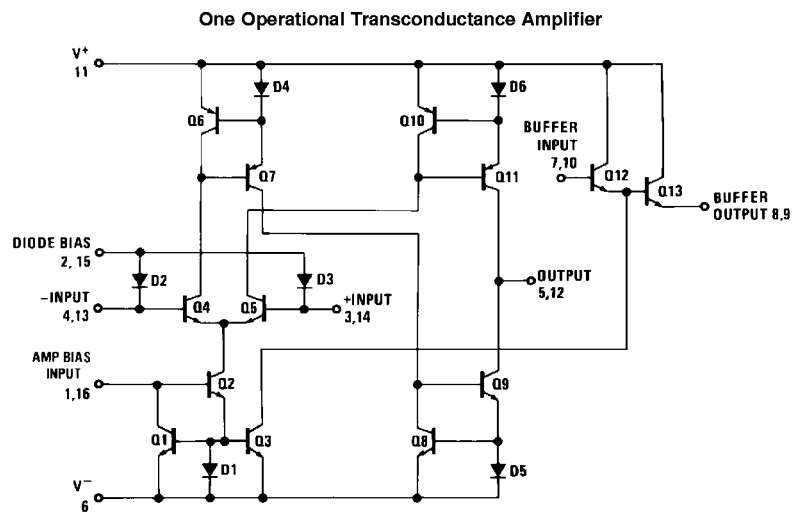 One Operational Transconductance Amplifier
V+
11
D4
D6
Q6
Q10
BUFFER
INPUT
7,10
Q7
Q11
Q12
Q13
BUFFER
OUTPUT 8,9
DIODE BIAS
2, 15
D2
D3
OUTPUT
5,12
–INPUT
4,13
Q4
Q5
+INPUT
3,14
AMP BIAS
INPUT
1,16
Q2
Q9
Q1
Q3
Q8
D1
D5
V–
6